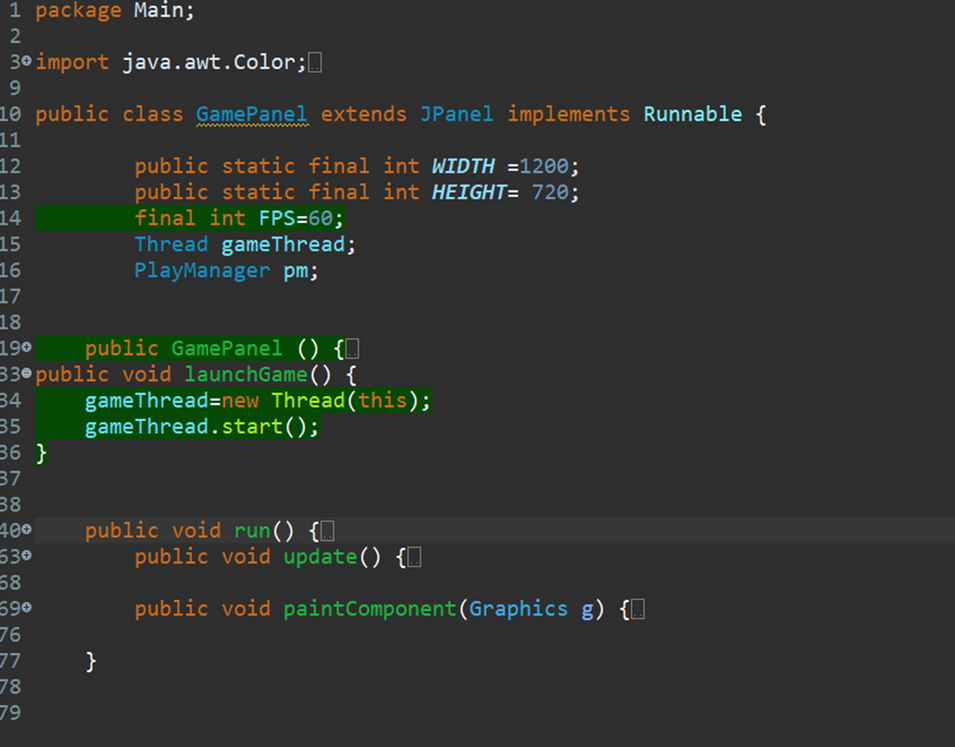 1 package Main;
2
3 import java.awt.Color;
9
10 public class GamePanel extends JPanel implements Runnable {
11
12 public static final int WIDTH =1200;
13 public static final int HEIGHT= 720;
14 final int FPS=60;
15 Thread gameThread;
16 PlayManager pm;
17
18
19 public GamePanel () {
33 public void launchGame() {
34 gameThread=new Thread(this);
35 gameThread.start();
36 }
37
38
40 public void run() {
63 public void update() {
68
69 public void paintComponent(Graphics g) {
76
77 }
78
79